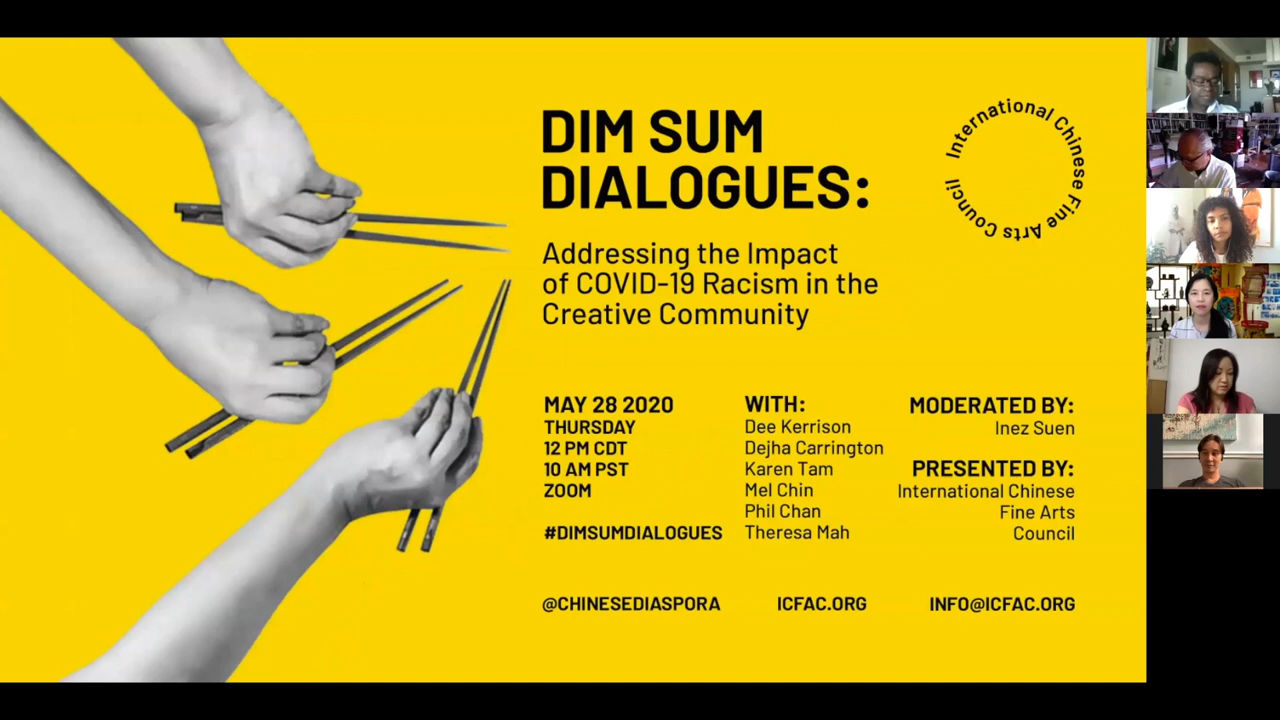 DIM SUM
DIALOGUES:
International Chinese Fine Arts Council
Addressing the Impact
of COVID-19 Racism in the
Creative Community
MAY 28 2020
THURSDAY
12 PM CDT
10 AM PST
ZOOM
#DIMSUMDIALOGUES
WITH:
Dee Kerrison
Dejha Carrington
Karen Tam
Mel Chin
Phil Chan
Theresa Mah
MODERATED BY:
Inez Suen
PRESENTED BY:
International Chinese
Fine Arts
Council
@CHINESEDIASPORA
ICFAC.ORG
INFO@ICFAC.ORG